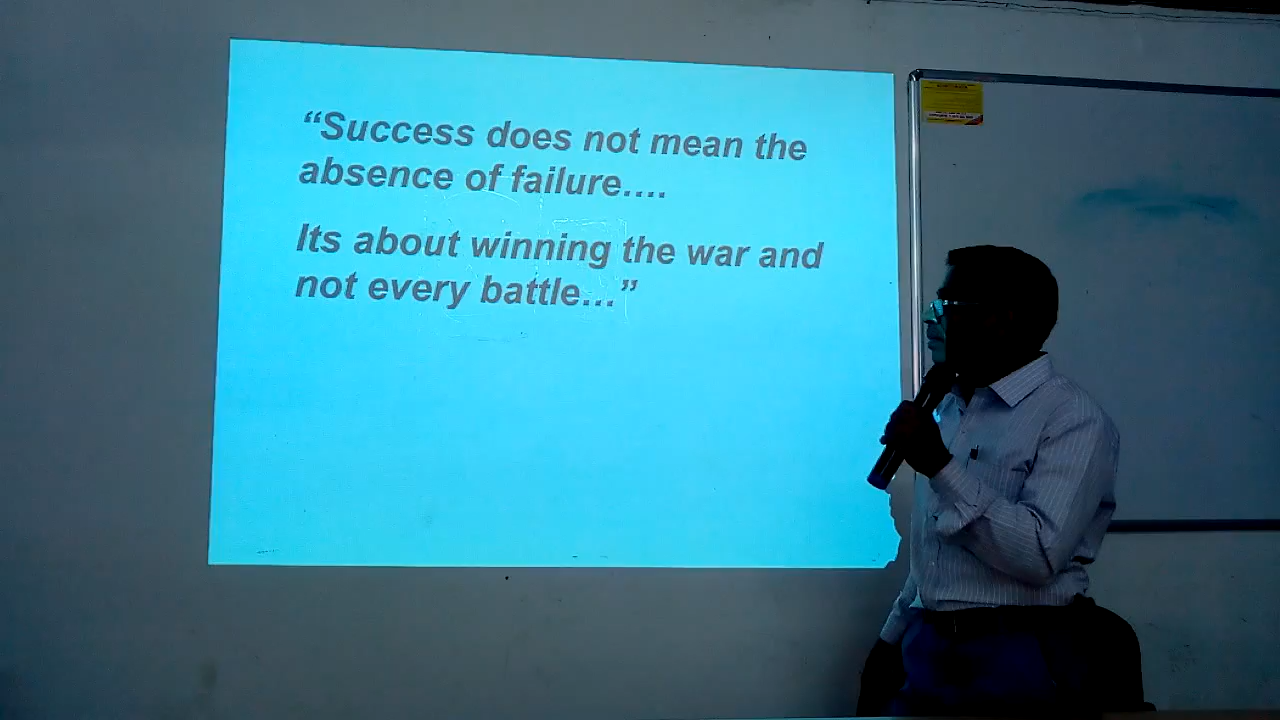 “Success does not mean the
absence of failure....
Its about winning the war and
not every battle...”